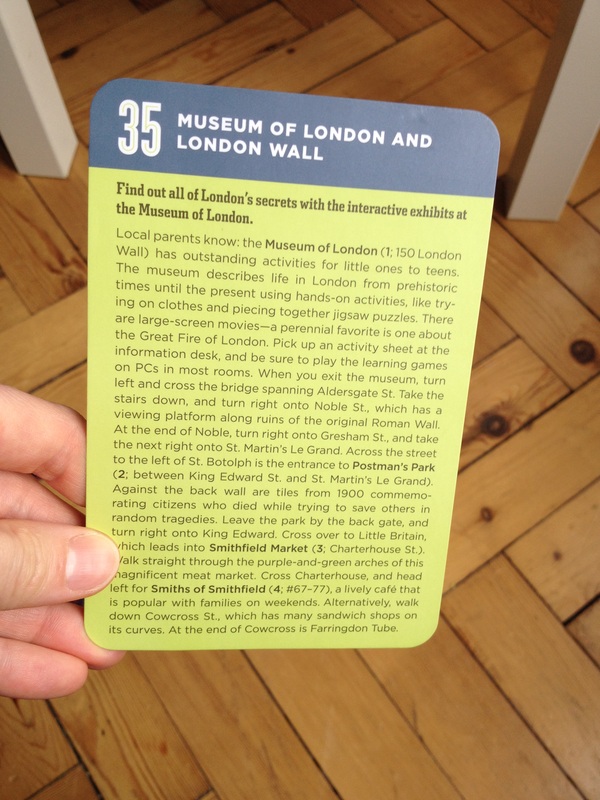 35
MUSEUM OF LONDON AND
LONDON WALL
Find out all of London's secrets with the interactive exhibits at
the Museum of London.
Local parents know: the Museum of London (1; 150 London
Wall) has outstanding activities for little ones to teens.
The museum describes life in London from prehistoric
times until the present using hands-on activities, like try-
ing on clothes and piecing together jigsaw puzzles. There
are large-screen movies—a perennial favorite is one about
the Great Fire of London. Pick up an activity sheet at the
information desk, and be sure to play the learning games
on PCs in most rooms. When you exit the museum, turn
left and cross the bridge spanning Aldersgate St. Take the
stairs down, and turn right onto Noble St., which has a
viewing platform along ruins of the original Roman Wall.
At the end of Noble, turn right onto Gresham St., and take
the next right onto St. Martin's Le Grand. Across the street
to the left of St. Botolph is the entrance to Postman's Park
(2; between King Edward St. and St. Martin's Le Grand).
Against the back wall are tiles from 1900 commemo-
rating citizens who died while trying to save others in
random tragedies. Leave the park by the back gate, and
turn right onto King Edward. Cross over to Little Britain,
which leads into Smithfield Market (3; Charterhouse St.).
Walk straight through the purple-and-green arches of this
magnificent meat market. Cross Charterhouse, and head
left for Smiths of Smithfield (4; #67–77), a lively café that
is popular with families on weekends. Alternatively, walk
down Cowcross St., which has many sandwich shops on
its curves. At the end of Cowcross is Farringdon Tube.